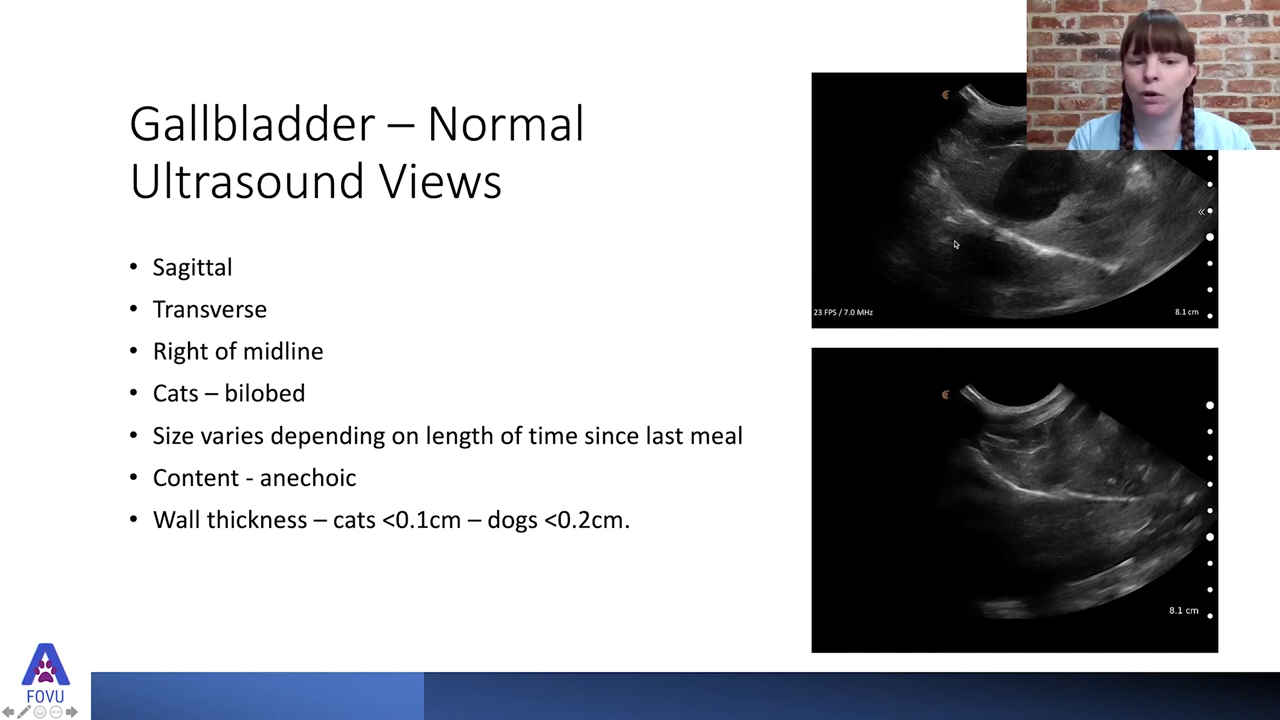 Gallbladder – Normal
Ultrasound Views
• Sagittal
• Transverse
• Right of midline
• Cats – bilobed
• Size varies depending on length of time since last meal
• Content - anechoic
• Wall thickness – cats <0.1cm – dogs <0.2cm.
23 FPS / 7.0 MHz
8.1 cm
8.1 cm
FOVU